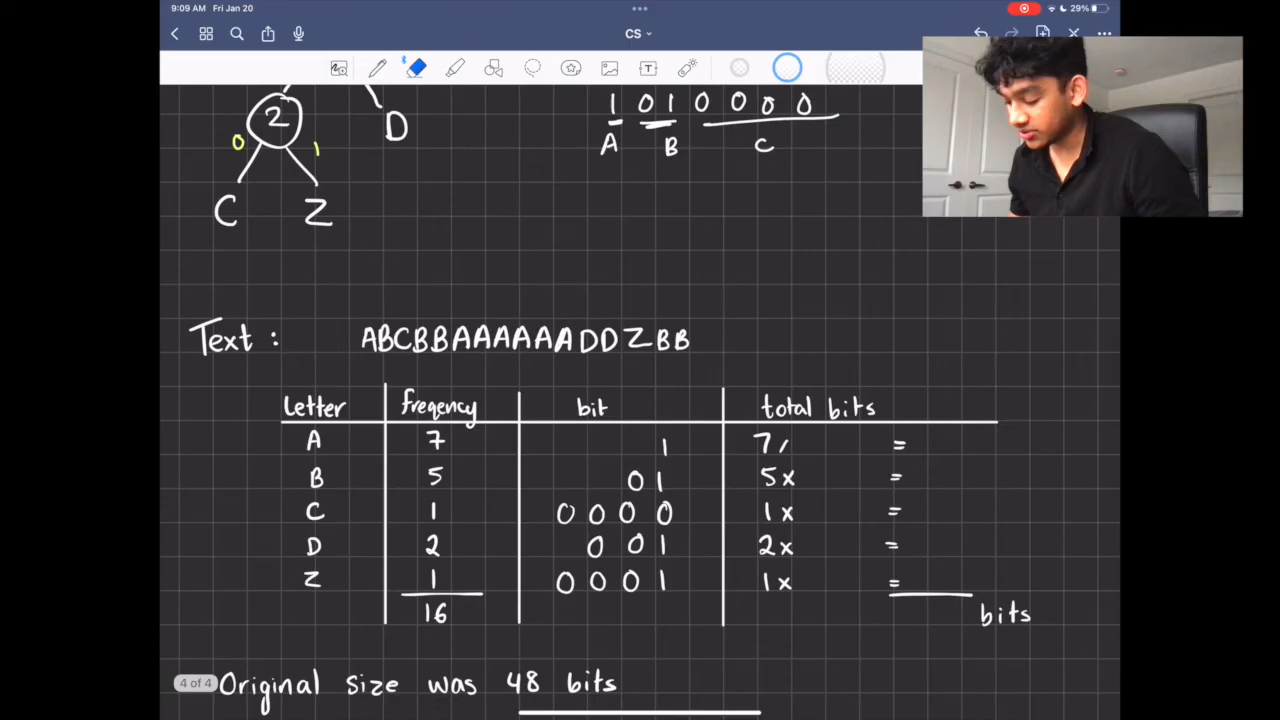 9:09 AM Fri Jan 20 29%
CS
1 0 1 0 0 0 0
2 D
A B C
0 1
C Z
Text : ABCBBAAAAAADDZBB
Letter freqency bit total bits
A 7 1 7x =
B 5 0 1 5x =
C 1 0 0 0 0 1x =
D 2 0 0 1 2x =
Z 1 0 0 0 1 1x =
16 bits
4 of 4 Original size was 48 bits